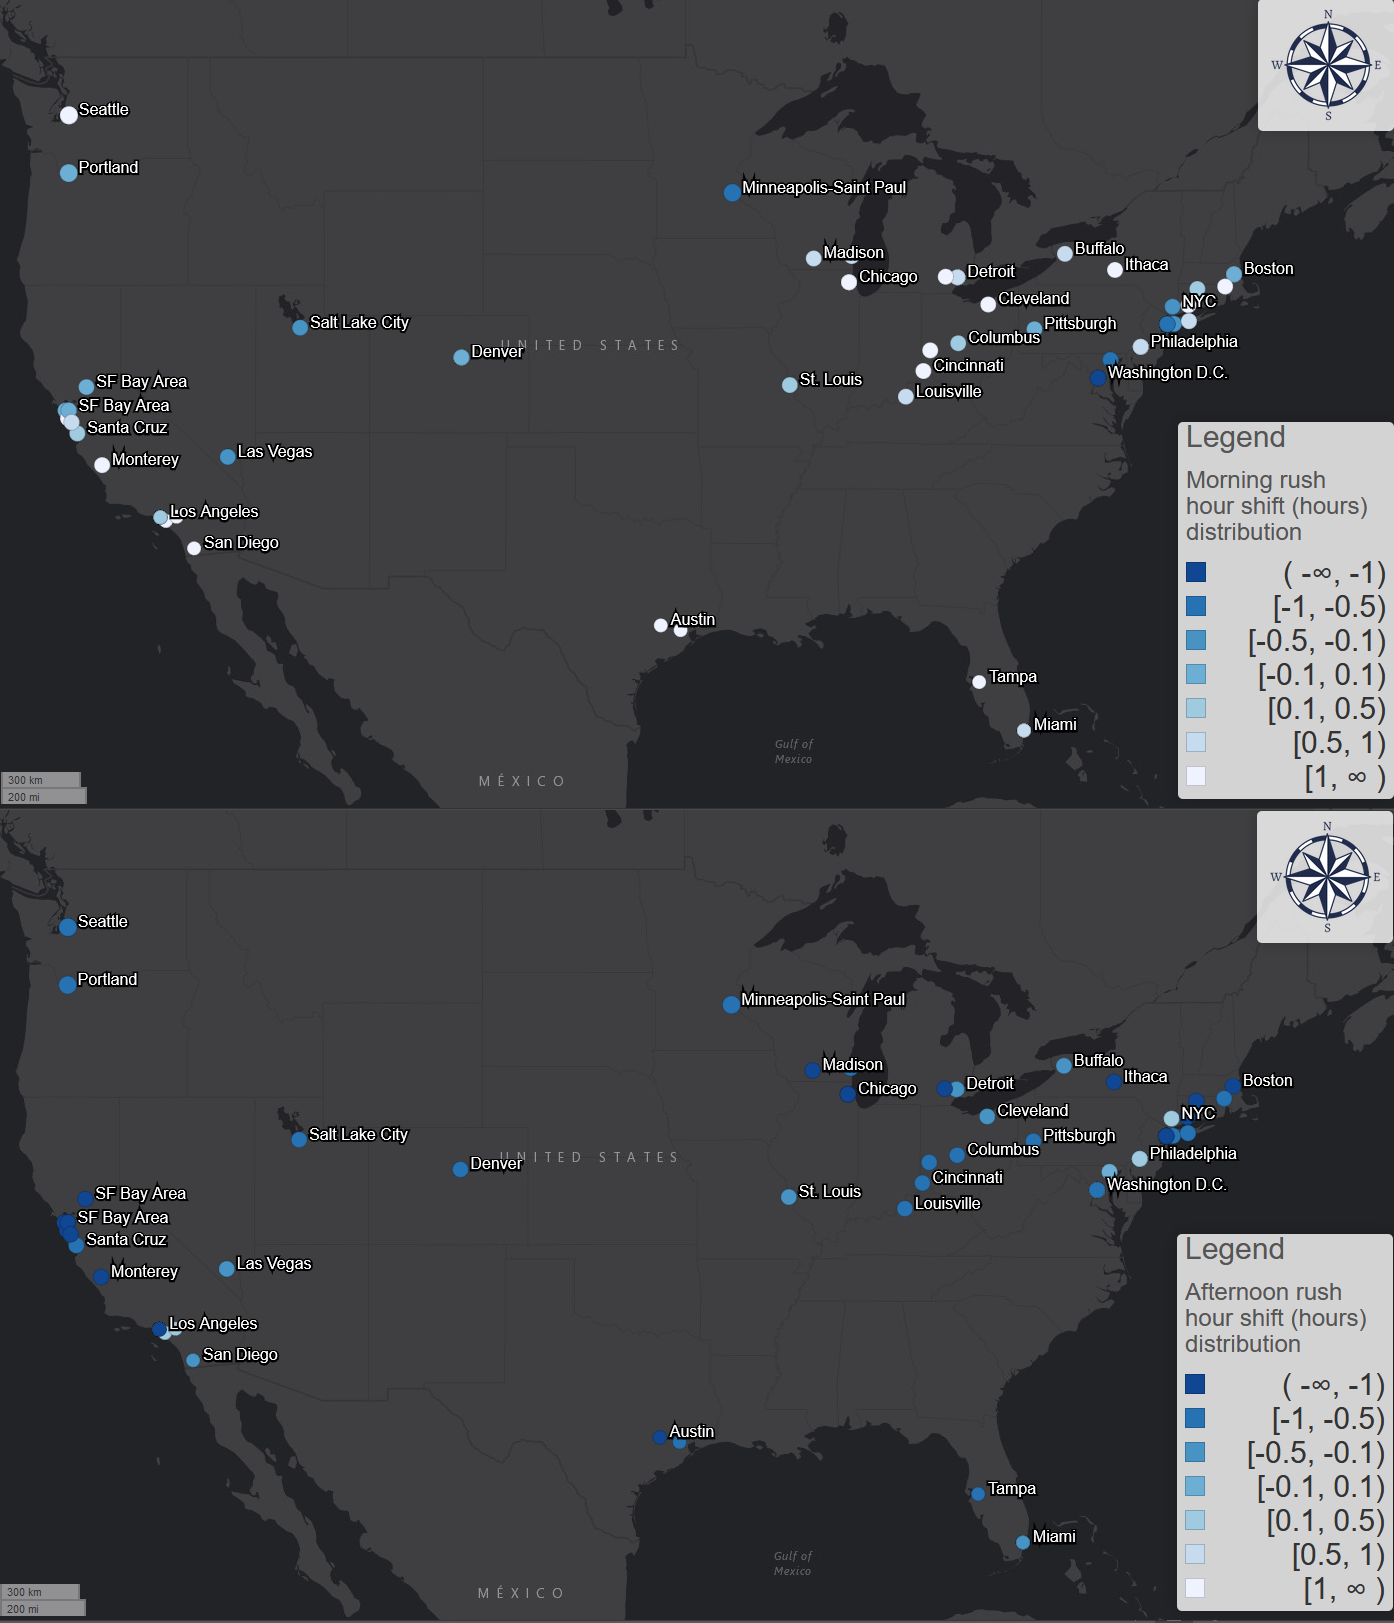 N
W
E
S
Seattle
Portland
Minneapolis-Saint Paul
Madison
Chicago
Detroit
Buffalo
Ithaca
Boston
Cleveland
NYC
Salt Lake City
Denver
UNITED STATES
Columbus
Pittsburgh
Philadelphia
Cincinnati
Washington D.C.
St. Louis
Louisville
SF Bay Area
SF Bay Area
Santa Cruz
Monterey
Las Vegas
Los Angeles
San Diego
Austin
Tampa
Miami
Gulf of
Mexico
MÉXICO
300 km
200 mi
Legend
Morning rush
hour shift (hours)
distribution
( -∞, -1)
[-1, -0.5)
[-0.5, -0.1)
[-0.1, 0.1)
[0.1, 0.5)
[0.5, 1)
[1, ∞ )
N
W
E
S
Seattle
Portland
Minneapolis-Saint Paul
Madison
Chicago
Detroit
Buffalo
Ithaca
Boston
Cleveland
NYC
Salt Lake City
Denver
UNITED STATES
Columbus
Pittsburgh
Philadelphia
Cincinnati
Washington D.C.
St. Louis
Louisville
SF Bay Area
SF Bay Area
Santa Cruz
Monterey
Las Vegas
Los Angeles
San Diego
Austin
Tampa
Miami
Gulf of
Mexico
MÉXICO
300 km
200 mi
Legend
Afternoon rush
hour shift (hours)
distribution
( -∞, -1)
[-1, -0.5)
[-0.5, -0.1)
[-0.1, 0.1)
[0.1, 0.5)
[0.5, 1)
[1, ∞ )